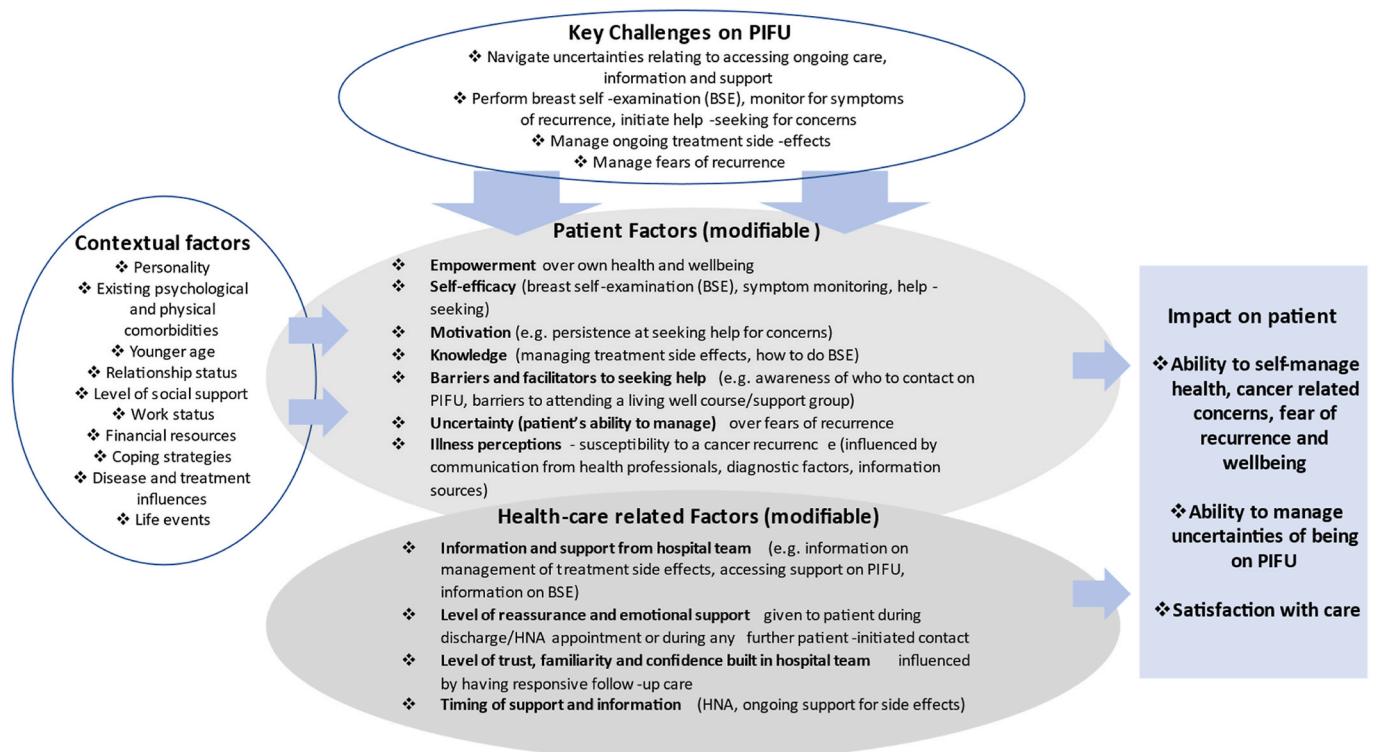 Key Challenges on PIFU
❖ Navigate uncertainties relating to accessing ongoing care,
information and support
❖ Perform breast self -examination (BSE), monitor for symptoms
of recurrence, initiate help -seeking for concerns
❖ Manage ongoing treatment side -effects
❖ Manage fears of recurrence
Contextual factors
❖ Personality
❖ Existing psychological
and physical
comorbidities
❖ Younger age
❖ Relationship status
❖ Level of social support
❖ Work status
❖ Financial resources
❖ Coping strategies
❖ Disease and treatment
influences
❖ Life events
Patient Factors (modifiable )
❖ Empowerment over own health and wellbeing
❖ Self-efficacy (breast self-examination (BSE), symptom monitoring, help -
seeking)
❖ Motivation (e.g. persistence at seeking help for concerns)
❖ Knowledge (managing treatment side effects, how to do BSE)
❖ Barriers and facilitators to seeking help (e.g. awareness of who to contact on
PIFU, barriers to attending a living well course/support group)
❖ Uncertainty (patient's ability to manage) over fears of recurrence
❖ Illness perceptions - susceptibility to a cancer recurrenc e (influenced by
communication from health professionals, diagnostic factors, information
sources)
Health-care related Factors (modifiable)
❖ Information and support from hospital team (e.g. information on
management of treatment side effects, accessing support on PIFU,
information on BSE)
❖ Level of reassurance and emotional support given to patient during
discharge/HNA appointment or during any further patient -initiated contact
❖ Level of trust, familiarity and confidence built in hospital team influenced
by having responsive follow -up care
❖ Timing of support and information (HNA, ongoing support for side effects)
Impact on patient
❖ Ability to self-manage
health, cancer related
concerns, fear of
recurrence and
wellbeing
❖ Ability to manage
uncertainties of being
on PIFU
❖ Satisfaction with care